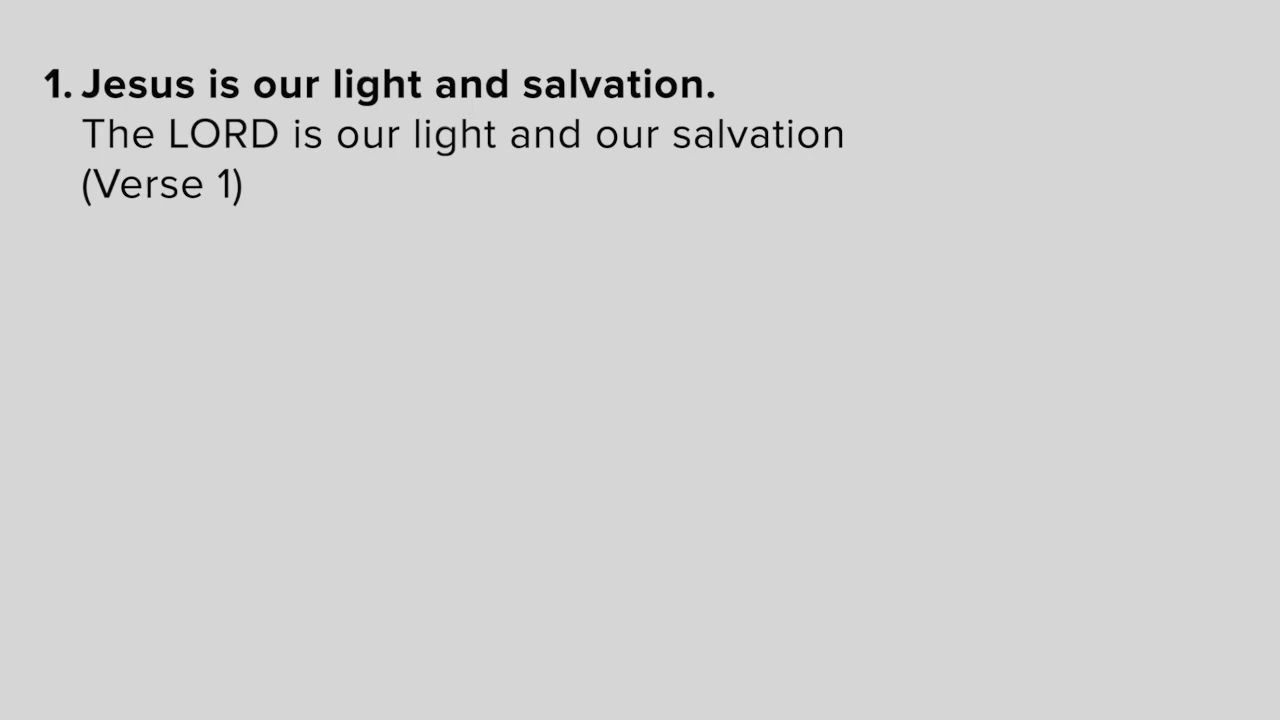 1. Jesus is our light and salvation.
The LORD is our light and our salvation
(Verse 1)